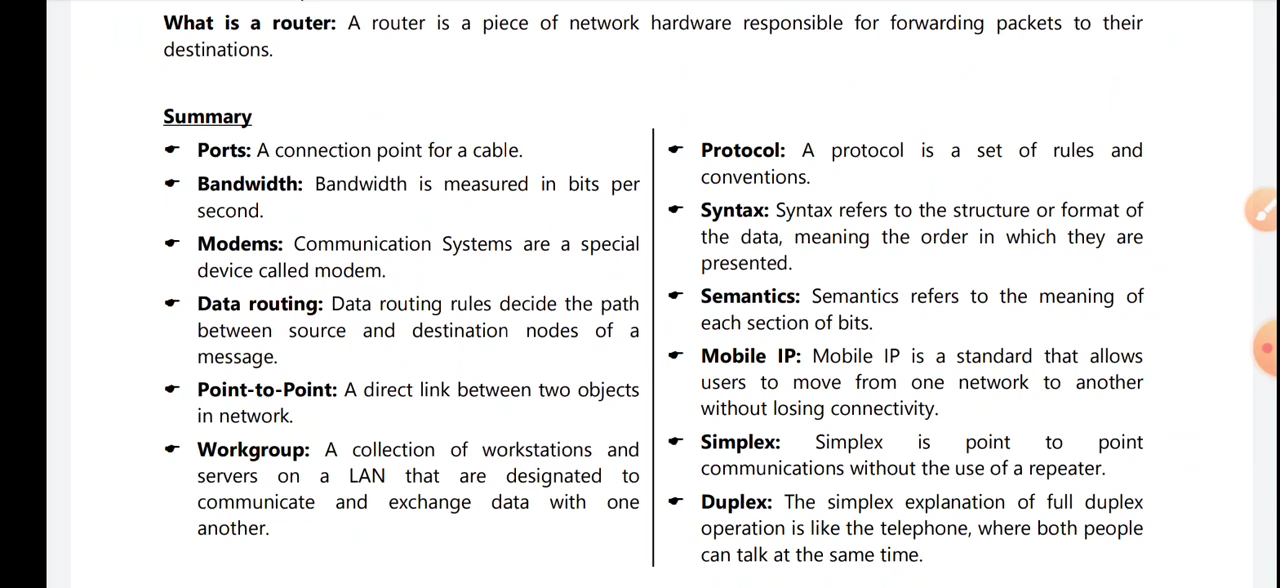 What is a router: A router is a piece of network hardware responsible for forwarding packets to their
destinations.
Summary
Ports: A connection point for a cable.
Bandwidth: Bandwidth is measured in bits per
second.
Modems: Communication Systems are a special
device called modem.
Data routing: Data routing rules decide the path
between source and destination nodes of a
message.
Point-to-Point: A direct link between two objects
in network.
Workgroup: A collection of workstations and
servers on a LAN that are designated to
communicate and exchange data with one
another.
Protocol: A protocol is a set of rules and
conventions.
Syntax: Syntax refers to the structure or format of
the data, meaning the order in which they are
presented.
Semantics: Semantics refers to the meaning of
each section of bits.
Mobile IP: Mobile IP is a standard that allows
users to move from one network to another
without losing connectivity.
Simplex: Simplex is point to point
communications without the use of a repeater.
Duplex: The simplex explanation of full duplex
operation is like the telephone, where both people
can talk at the same time.